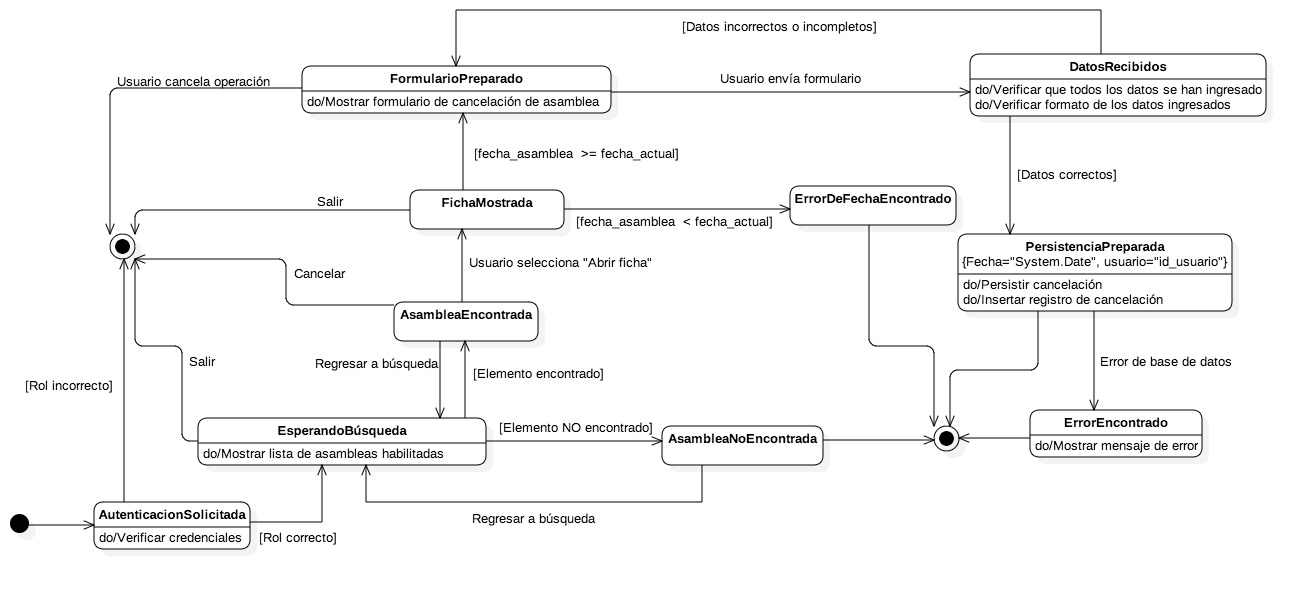 [Datos incorrectos o incompletos]
Usuario cancela operación
FormularioPreparado
do/Mostrar formulario de cancelación de asamblea
Usuario envía formulario
DatosRecibidos
do/Verificar que todos los datos se han ingresado
do/Verificar formato de los datos ingresados
[fecha_asamblea >= fecha_actual]
[Datos correctos]
Salir
FichaMostrada
[fecha_asamblea < fecha_actual]
ErrorDeFechaEncontrado
PersistenciaPreparada
{Fecha="System.Date", usuario="id_usuario"}
do/Persistir cancelación
do/Insertar registro de cancelación
Cancelar
Usuario selecciona "Abrir ficha"
AsambleaEncontrada
Salir
Regresar a búsqueda
[Elemento encontrado]
Error de base de datos
[Rol incorrecto]
EsperandoBúsqueda
do/Mostrar lista de asambleas habilitadas
[Elemento NO encontrado]
AsambleaNoEncontrada
ErrorEncontrado
do/Mostrar mensaje de error
AutenticacionSolicitada
do/Verificar credenciales
[Rol correcto]
Regresar a búsqueda